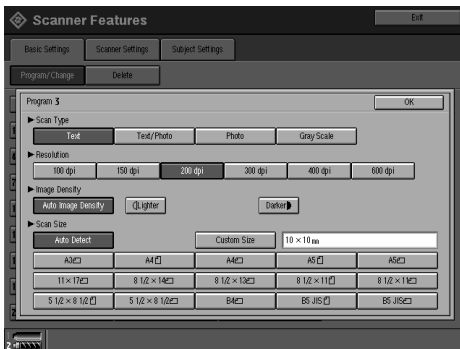 Scanner Features
Exit
Basic Settings Scanner Settings Subject Settings
Program/Change Delete
Program 3
OK
▶ Scan Type
Text Text/Photo Photo Gray Scale
▶ Resolution
100 dpi 150 dpi 200 dpi 300 dpi 400 dpi 600 dpi
▶ Image Density
Auto Image Density Lighter Darker
▶ Scan Size
Auto Detect Custom Size 10 × 10 mm
A3 A4 A4 A5 A5
11 × 17 8 1/2 × 14 8 1/2 × 13 8 1/2 × 11 8 1/2 × 11
5 1/2 × 8 1/2 5 1/2 × 8 1/2 B4 B5 JIS B5 JIS
2